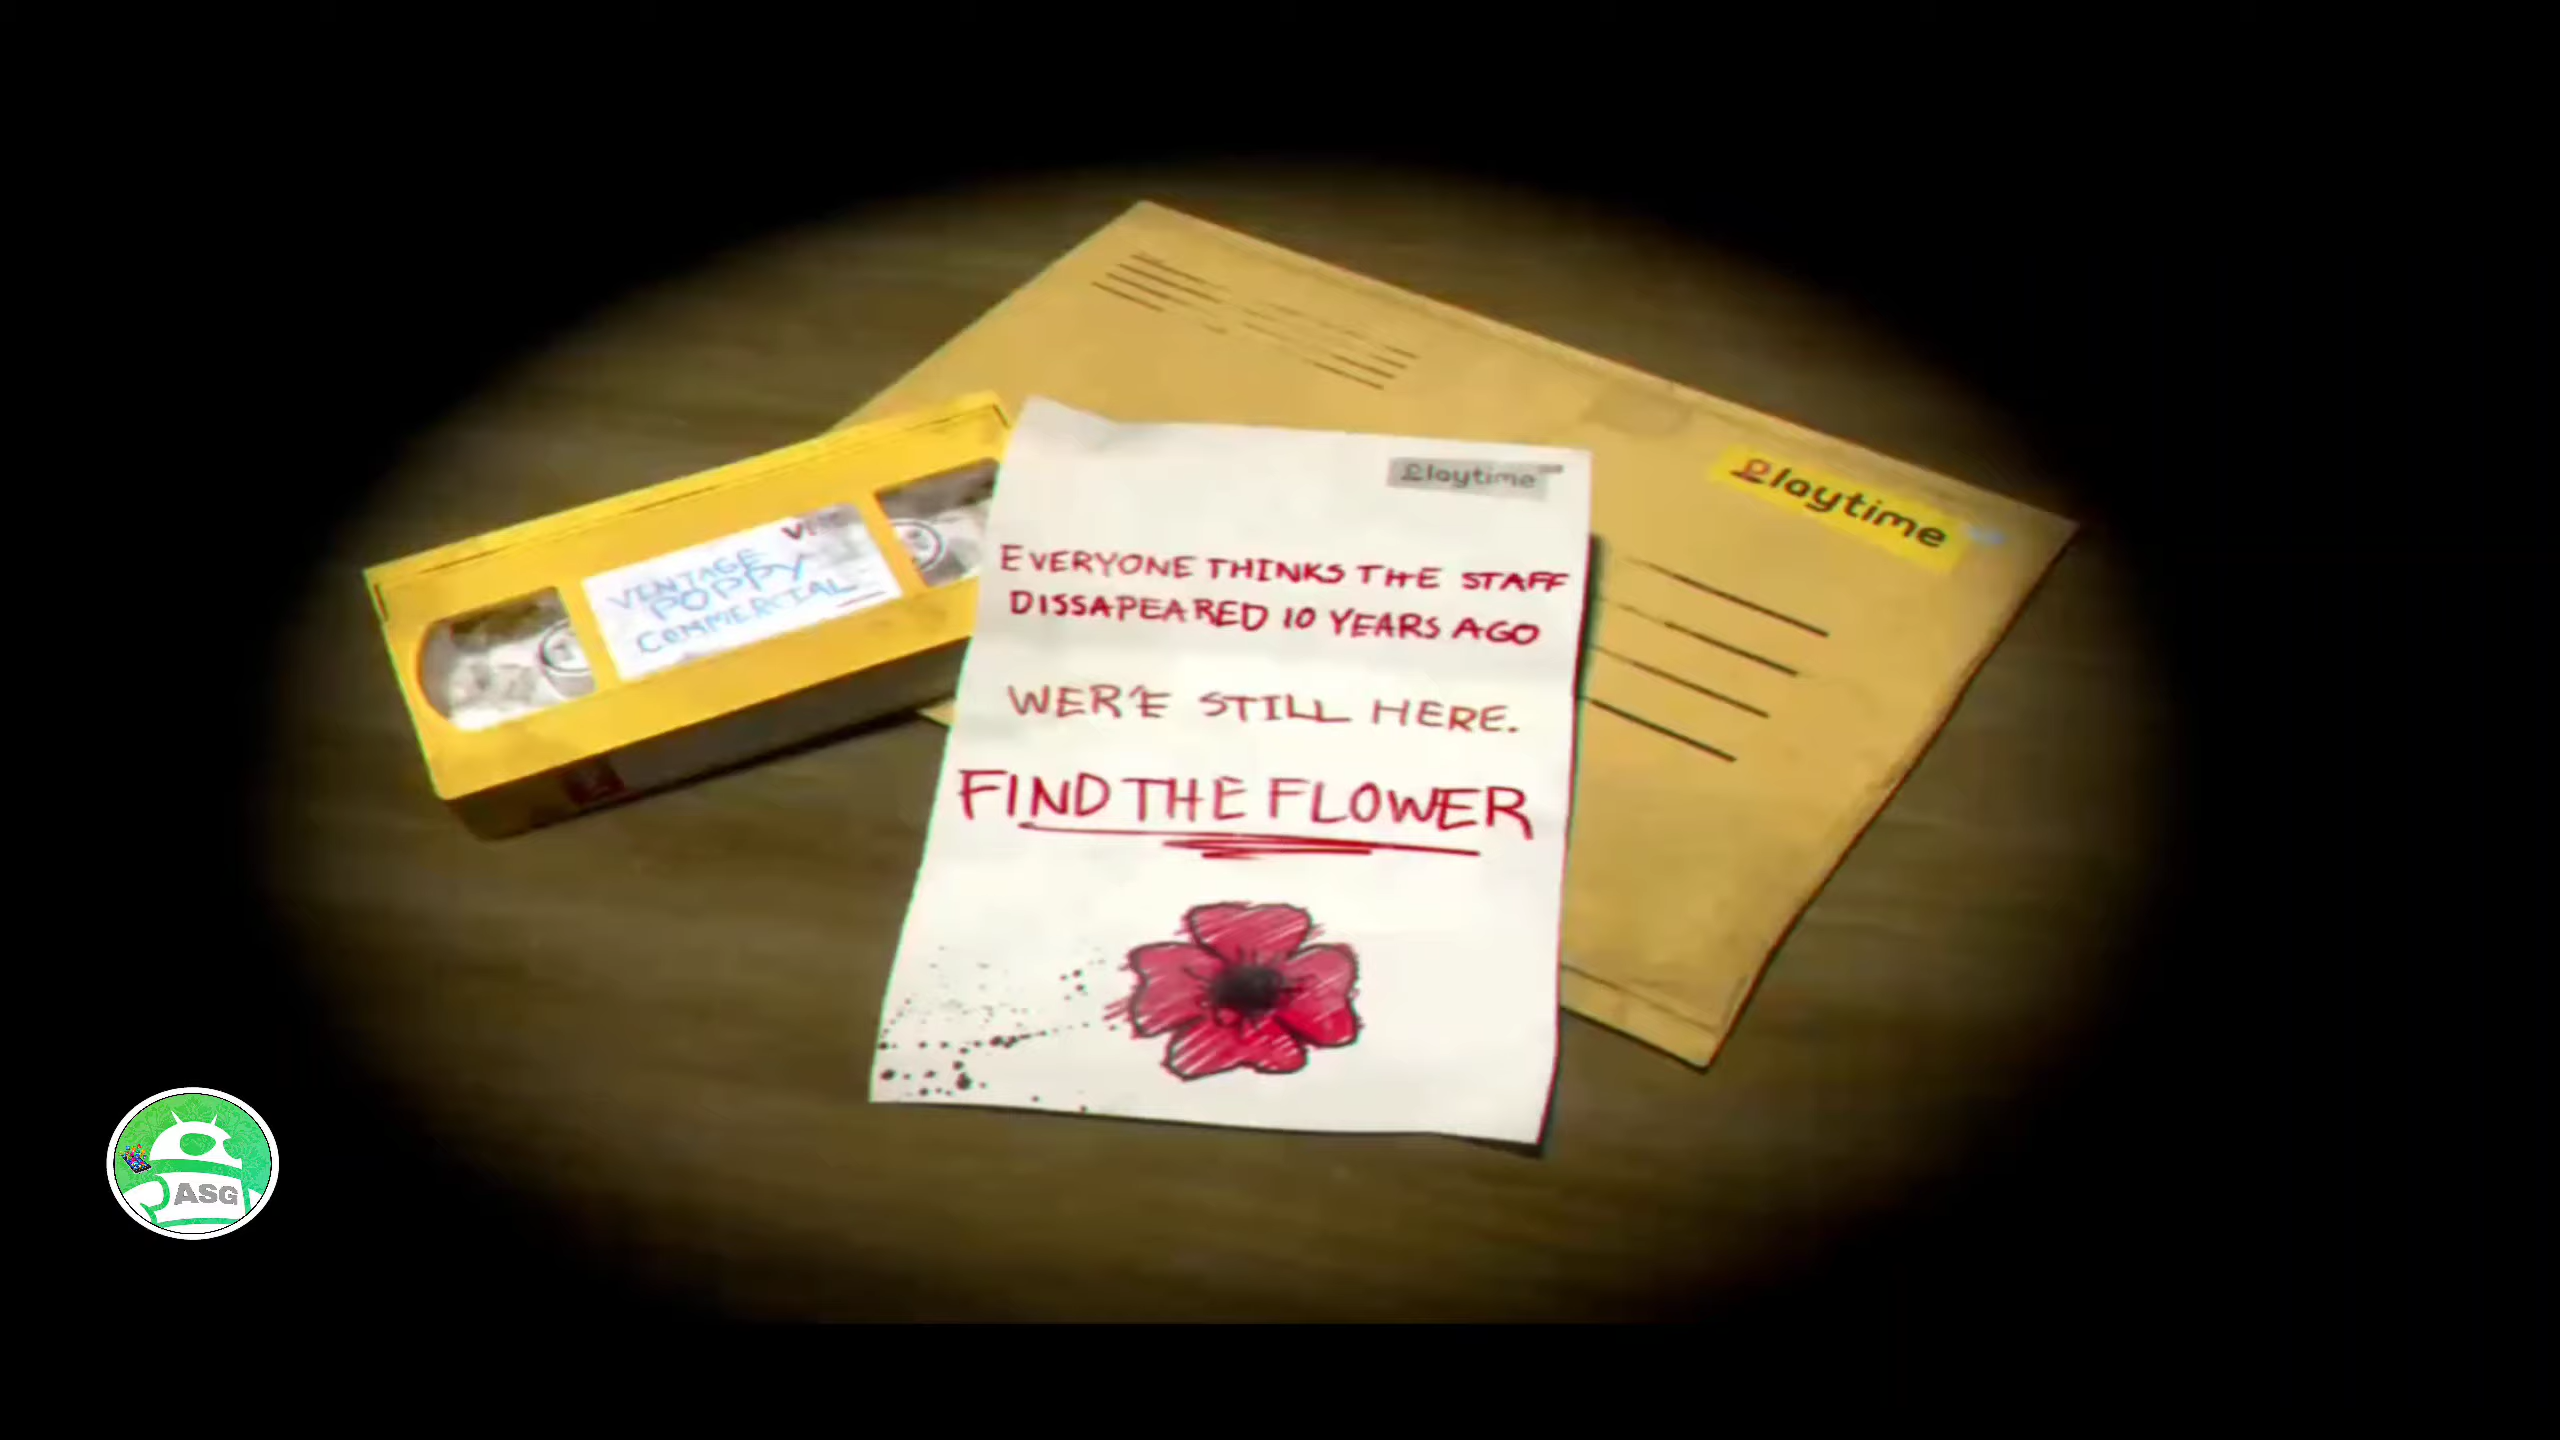 VINTAGE
POPPY
COMMERCIAL
Playtime
EVERYONE THINKS THE STAFF
DISSAPEARED 10 YEARS AGO
WER'E STILL HERE.
FIND THE FLOWER
Playtime
ASG